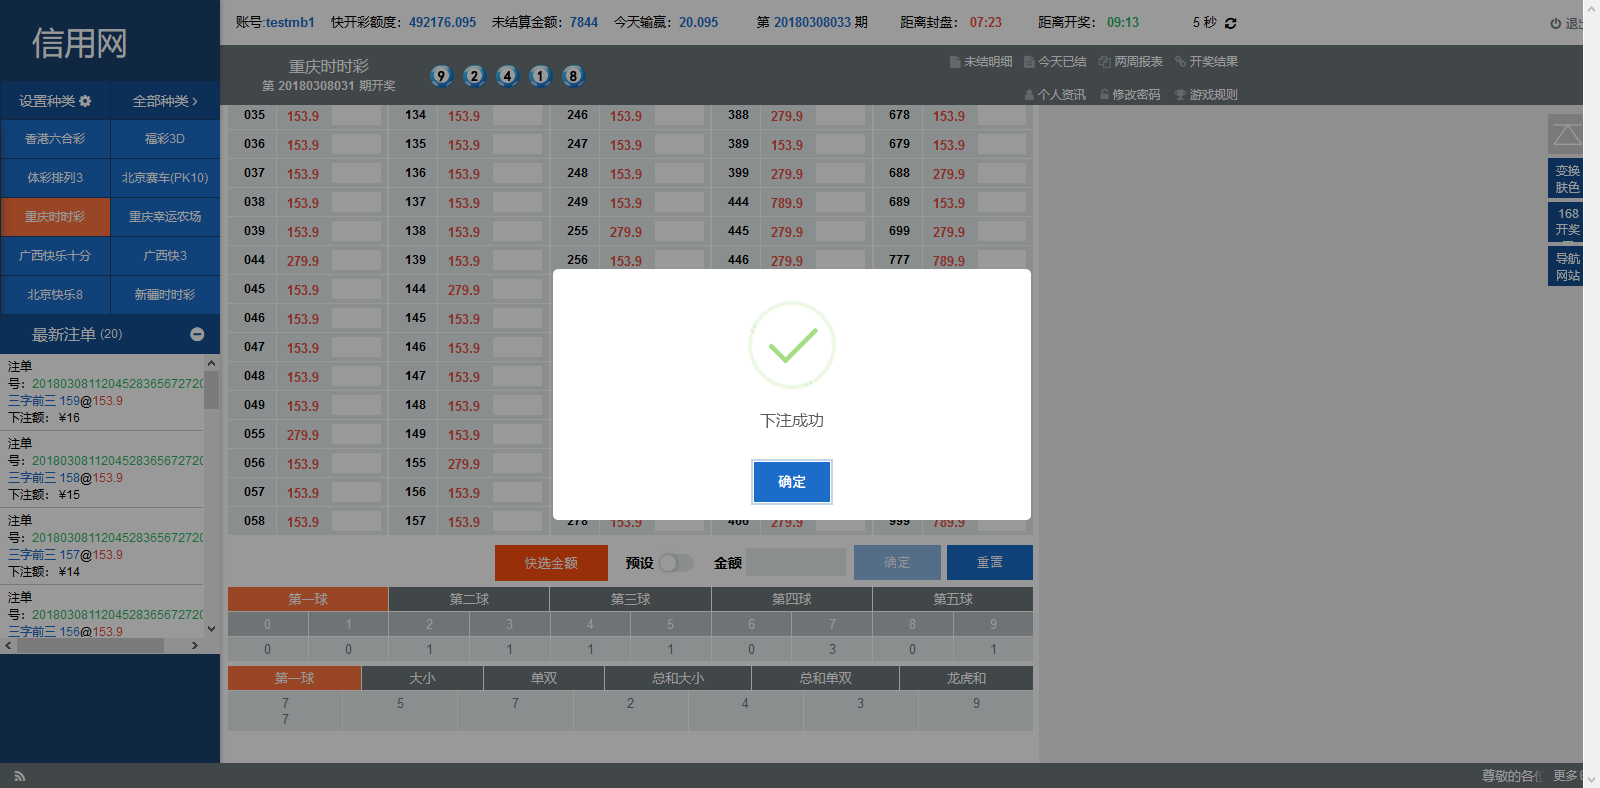 信用网
账号:testmb1 快开彩额度：492176.095 未结算金额：7844 今天输赢：20.095 第 20180308033 期 距离封盘：07:23 距离开奖：09:13 5 秒
重庆时时彩
第 20180308031 期开奖
9 2 4 1 8
未结明细 今天已结 两周报表 开奖结果
个人资讯 修改密码 游戏规则
设置种类 全部种类
香港六合彩 福彩3D
体彩排列3 北京赛车(PK10)
重庆时时彩 重庆幸运农场
广西快乐十分 广西快3
北京快乐8 新疆时时彩
最新注单 (20)
注单
号：2018030811204528365672720
三字前三 159@153.9
下注额：¥16
注单
号：2018030811204528365672720
三字前三 158@153.9
下注额：¥15
注单
号：2018030811204528365672720
三字前三 157@153.9
下注额：¥14
注单
号：2018030811204528365672720
三字前三 156@153.9
035 153.9 134 153.9 246 153.9 388 279.9 678 153.9
036 153.9 135 153.9 247 153.9 389 153.9 679 153.9
037 153.9 136 153.9 248 153.9 399 279.9 688 279.9
038 153.9 137 153.9 249 153.9 444 789.9 689 153.9
039 153.9 138 153.9 255 279.9 445 279.9 699 279.9
044 279.9 139 153.9 256 153.9 446 279.9 777 789.9
045 153.9 144 279.9
046 153.9 145 153.9
047 153.9 146 153.9
048 153.9 147 153.9
049 153.9 148 153.9
055 279.9 149 153.9
056 153.9 155 279.9
057 153.9 156 153.9
058 153.9 157 153.9 278 153.9 466 279.9 999 789.9
下注成功
确定
快选金额 预设 金额 确定 重置
第一球 第二球 第三球 第四球 第五球
0 1 2 3 4 5 6 7 8 9
0 0 1 1 1 1 0 3 0 1
第一球 大小 单双 总和大小 总和单双 龙虎和
7 5 7 2 4 3 9
7
变换
肤色
168
开奖
导航
网站
尊敬的各位 更多